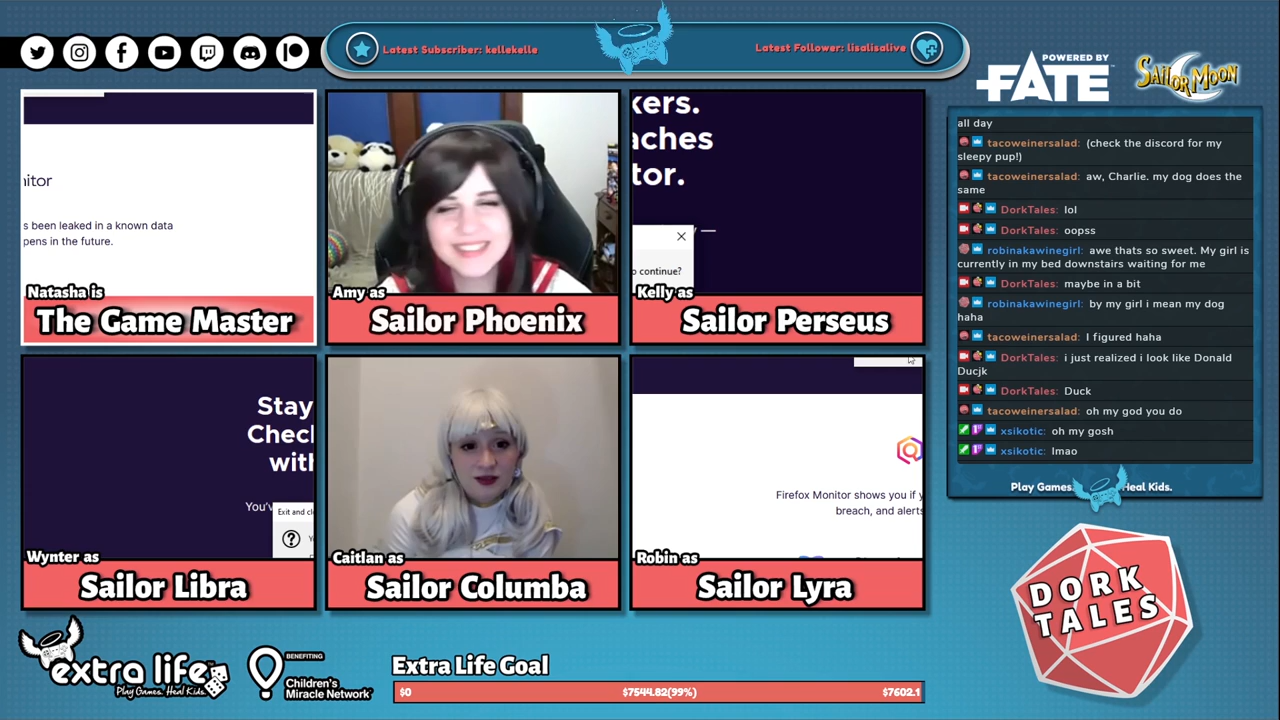 Latest Subscriber: kellekelle
Latest Follower: lisalisalive
POWERED BY
FATE
SAILOR MOON
nitor
s been leaked in a known data
pens in the future.
Natasha is
The Game Master
Amy as
Sailor Phoenix
kers.
aches
tor.
o continue?
Kelly as
Sailor Perseus
Stay
Chec
with
You'v
Exit and cl
Wynter as
Sailor Libra
Caitlan as
Sailor Columba
Firefox Monitor shows you if y
breach, and alerts
Robin as
Sailor Lyra
all day
tacoweinersalad: (check the discord for my
sleepy pup!)
tacoweinersalad: aw, Charlie. my dog does the
same
DorkTales: lol
DorkTales: oopss
robinakawinegirl: awe thats so sweet. My girl is
currently in my bed downstairs waiting for me
DorkTales: maybe in a bit
robinakawinegirl: by my girl i mean my dog
haha
tacoweinersalad: I figured haha
DorkTales: i just realized i look like Donald
Ducjk
DorkTales: Duck
tacoweinersalad: oh my god you do
xsikotic: oh my gosh
xsikotic: lmao
Play Games. Heal Kids.
DORK
TALES
extra life
Play Games. Heal Kids.
BENEFITING
Children's
Miracle Network
Extra Life Goal
$0 $7544.82(99%) $7602.1